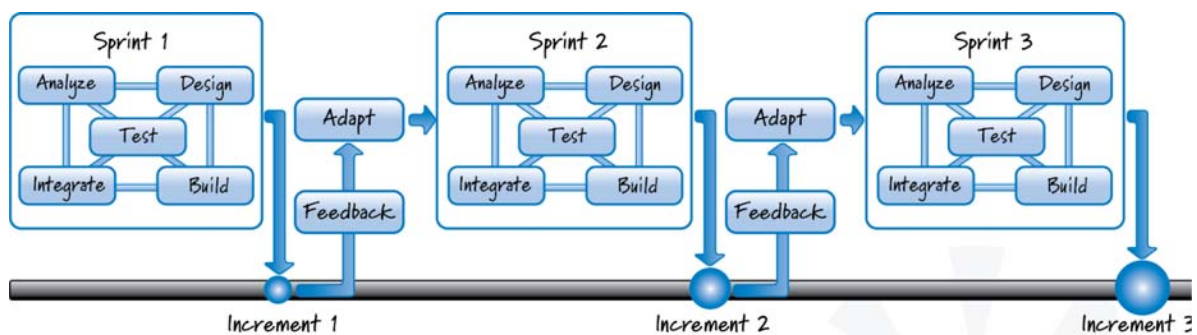 Sprint 1
Analyze
Design
Test
Integrate
Build
Adapt
Feedback
Increment 1
Sprint 2
Analyze
Design
Test
Integrate
Build
Adapt
Feedback
Increment 2
Sprint 3
Analyze
Design
Test
Integrate
Build
Increment 3